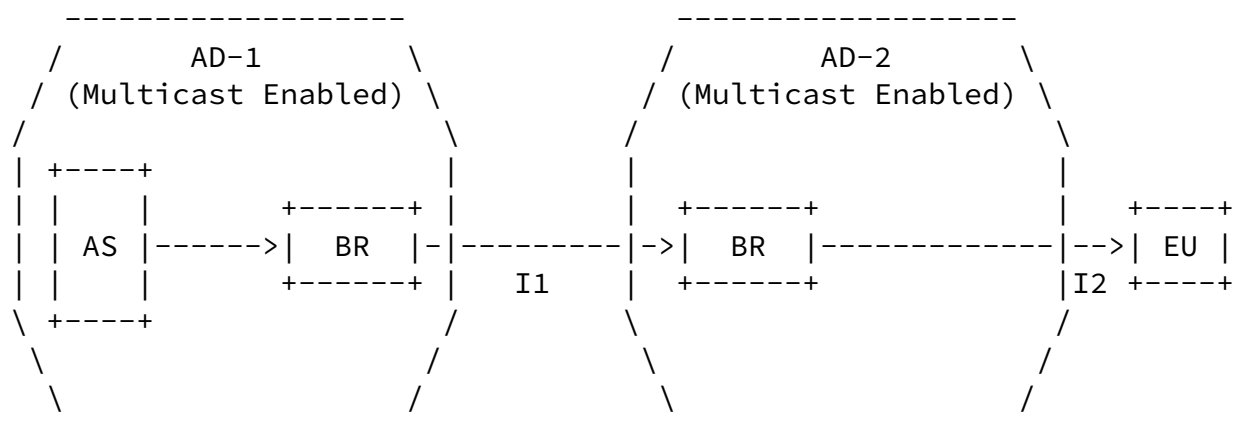 AD-1 AD-2
(Multicast Enabled) (Multicast Enabled)
AS BR BR EU
I1 I2